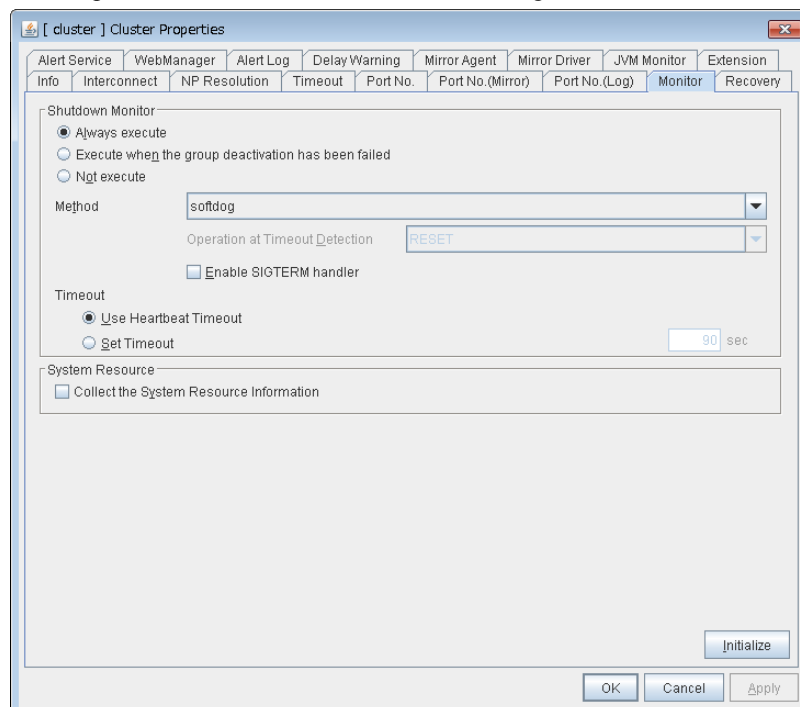 [ cluster ] Cluster Properties
Alert Service WebManager Alert Log Delay Warning Mirror Agent Mirror Driver JVM Monitor Extension
Info Interconnect NP Resolution Timeout Port No. Port No.(Mirror) Port No.(Log) Monitor Recovery
Shutdown Monitor
Always execute
Execute when the group deactivation has been failed
Not execute
Method softdog
Operation at Timeout Detection RESET
Enable SIGTERM handler
Timeout
Use Heartbeat Timeout
Set Timeout 90 sec
System Resource
Collect the System Resource Information
Initialize
OK Cancel Apply